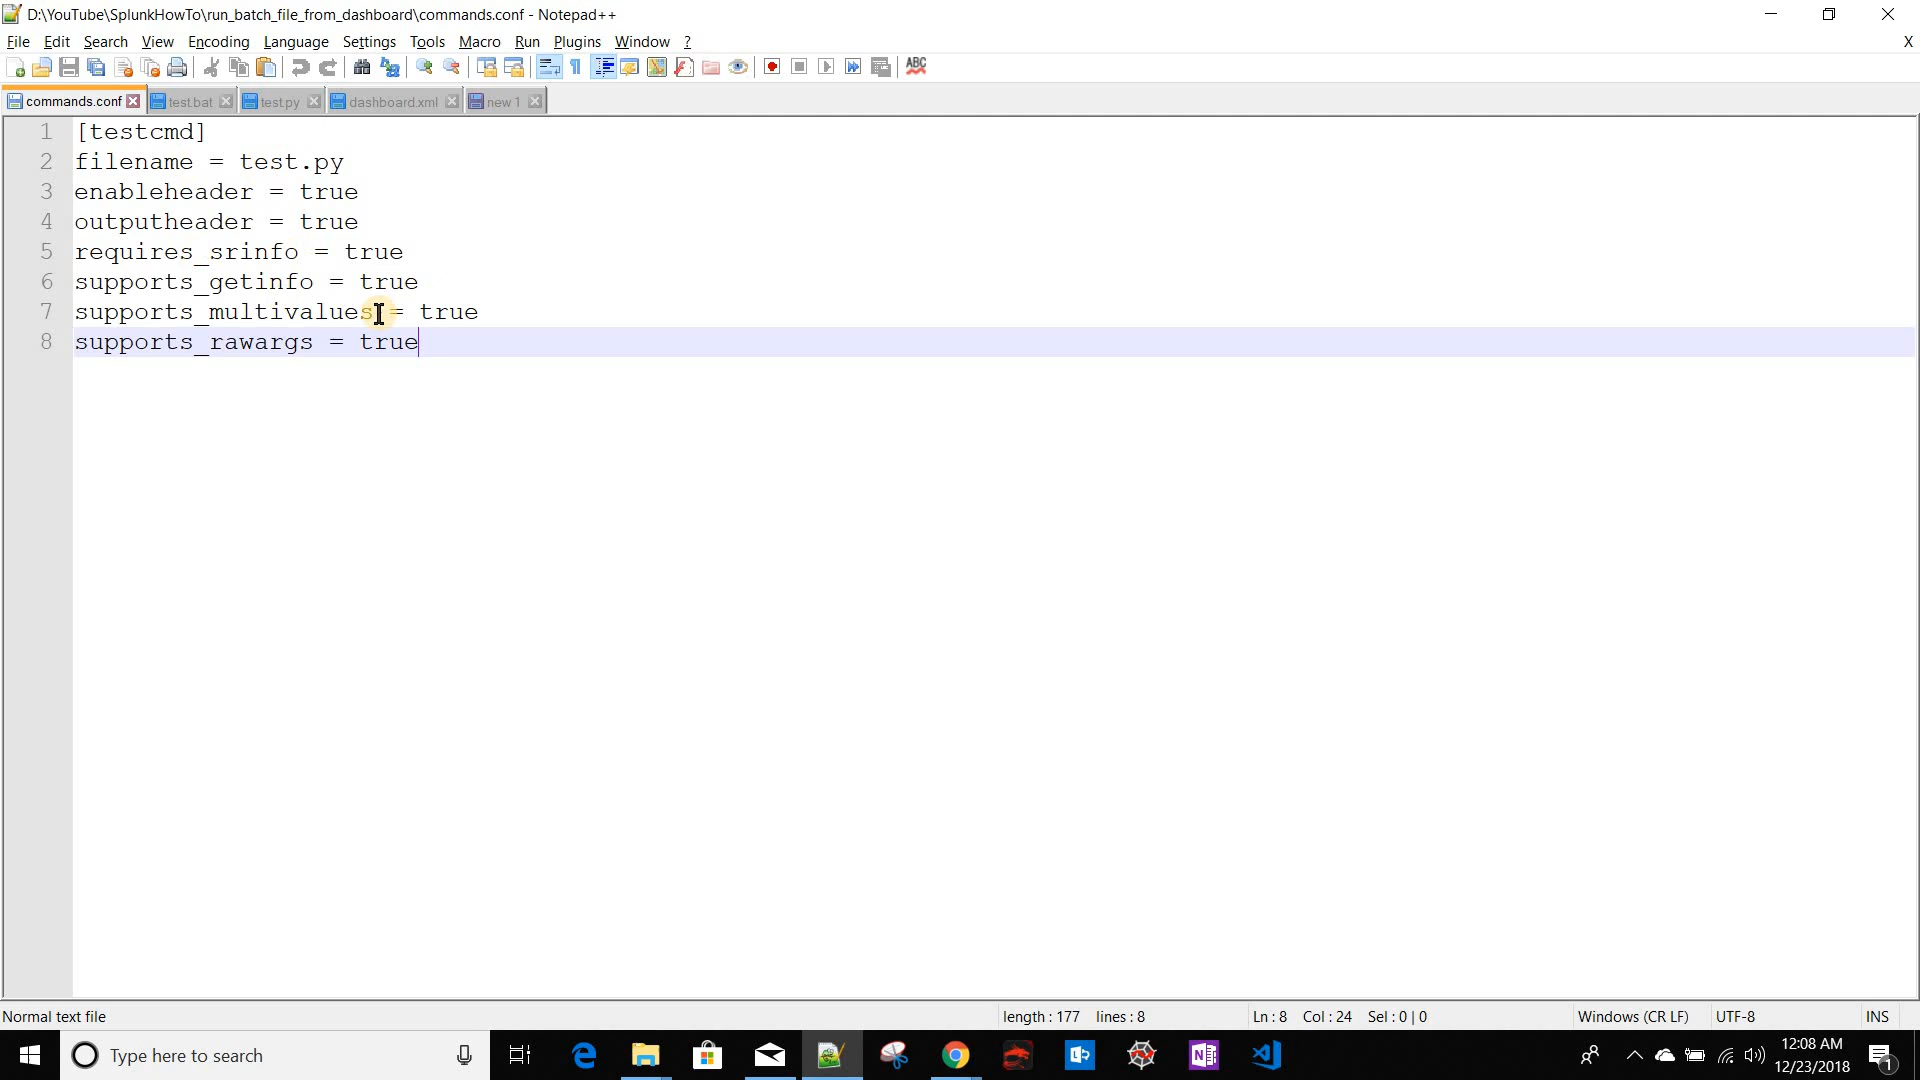 D:\YouTube\SplunkHowTo\run_batch_file_from_dashboard\commands.conf - Notepad++
File Edit Search View Encoding Language Settings Tools Macro Run Plugins Window ? X
ABC
commands.conf test.bat test.py dashboard.xml new 1
1 [testcmd]
2 filename = test.py
3 enableheader = true
4 outputheader = true
5 requires_srinfo = true
6 supports_getinfo = true
7 supports_multivalues = true
8 supports_rawargs = true
Normal text file length : 177 lines : 8 Ln : 8 Col : 24 Sel : 0 | 0 Windows (CR LF) UTF-8 INS
Type here to search
12:08 AM
12/23/2018
1